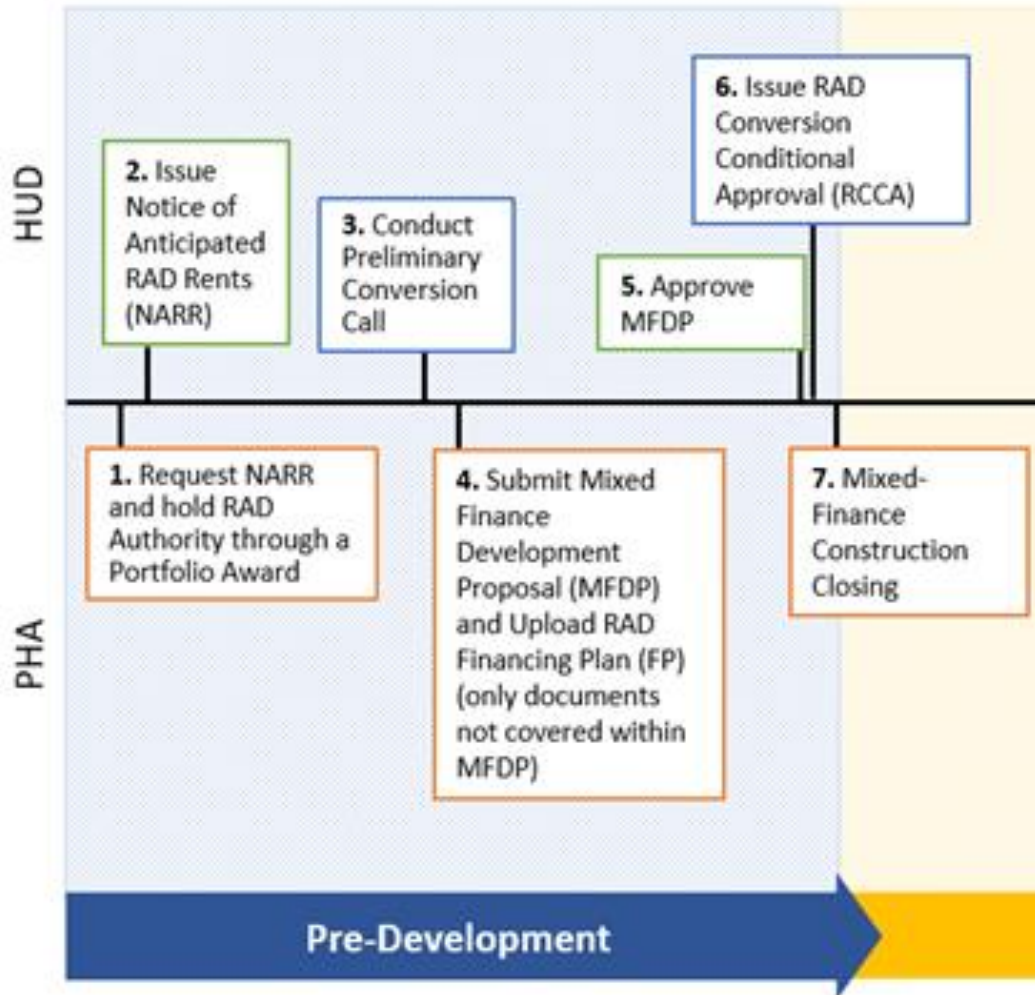 HUD
2. Issue
Notice of
Anticipated
RAD Rents
(NARR)
3. Conduct
Preliminary
Conversion
Call
5. Approve
MFDP
6. Issue RAD
Conversion
Conditional
Approval (RCCA)
PHA
1. Request NARR
and hold RAD
Authority through a
Portfolio Award
4. Submit Mixed
Finance
Development
Proposal (MFDP)
and Upload RAD
Financing Plan (FP)
(only documents
not covered within
MFDP)
7. Mixed-
Finance
Construction
Closing
Pre-Development